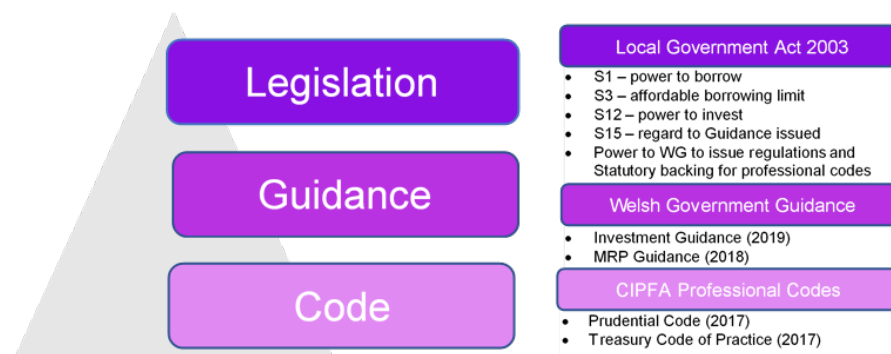 Legislation
Guidance
Code
Local Government Act 2003
• S1 – power to borrow
• S3 – affordable borrowing limit
• S12 – power to invest
• S15 – regard to Guidance issued
• Power to WG to issue regulations and
Statutory backing for professional codes
Welsh Government Guidance
• Investment Guidance (2019)
• MRP Guidance (2018)
CIPFA Professional Codes
• Prudential Code (2017)
• Treasury Code of Practice (2017)